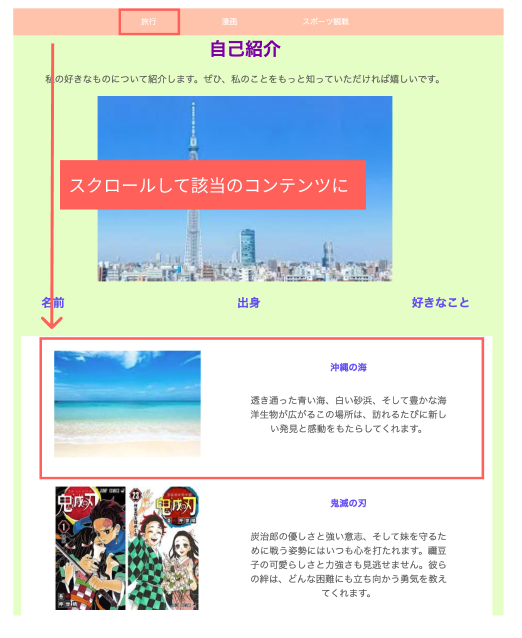 旅行 漫画 スポーツ観戦
自己紹介
私の好きなものについて紹介します。ぜひ、私のことをもっと知っていただければ嬉しいです。
スクロールして該当のコンテンツに
名前 出身 好きなこと
沖縄の海
透き通った青い海、白い砂浜、そして豊かな海
洋生物が広がるこの場所は、訪れるたびに新し
い発見と感動をもたらしてくれます。
鬼滅の刃
1
鬼滅の刃
23
鬼滅の刃
炭治郎の優しさと強い意志、そして妹を守るた
めに戦う姿勢にはいつも心を打たれます。禰豆
子の可愛らしさと力強さも見逃せません。彼ら
の絆は、どんな困難にも立ち向かう勇気を教え
てくれます。